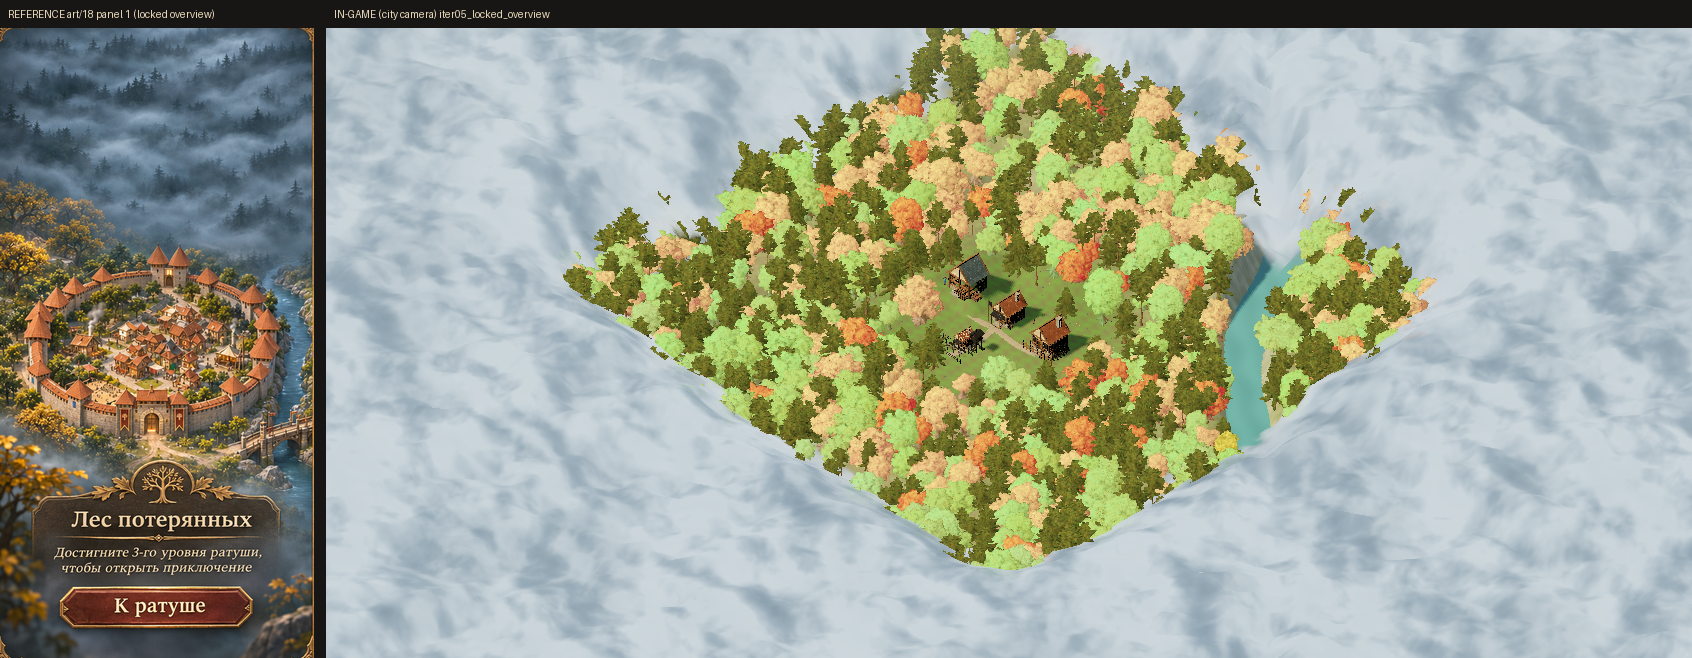 REFERENCE art/18 panel 1 (locked overview)
IN-GAME (city camera) iter05_locked_overview
Лес потерянных
Достигните 3-го уровня ратуши,
чтобы открыть приключение
К ратуше